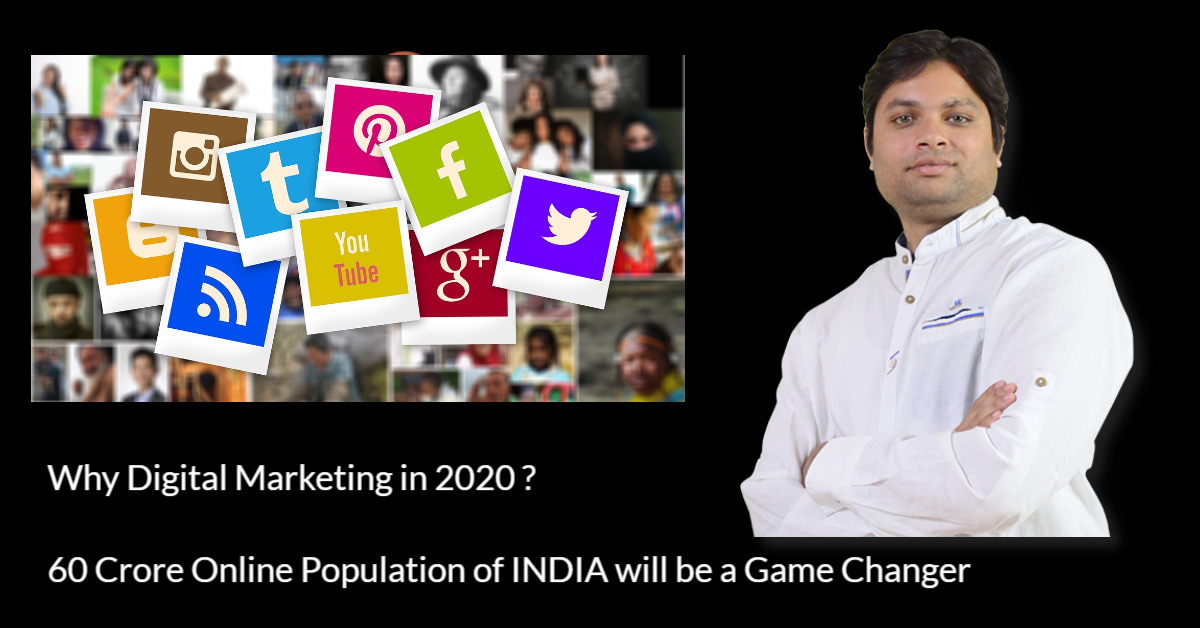 You
Tube
g+
Why Digital Marketing in 2020 ?
60 Crore Online Population of INDIA will be a Game Changer